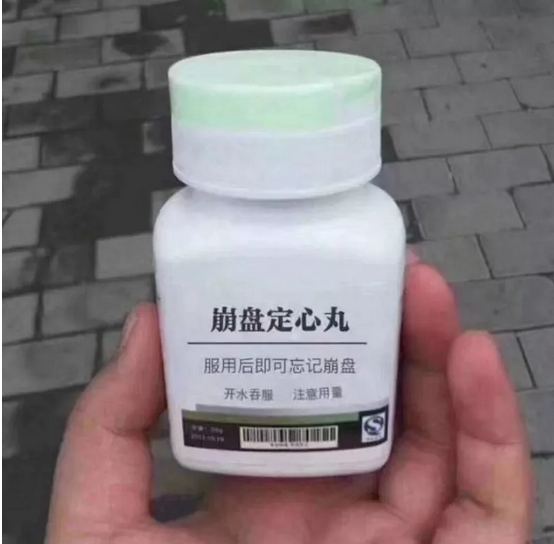 崩盘定心丸
服用后即可忘记崩盘
开水吞服 注意用量